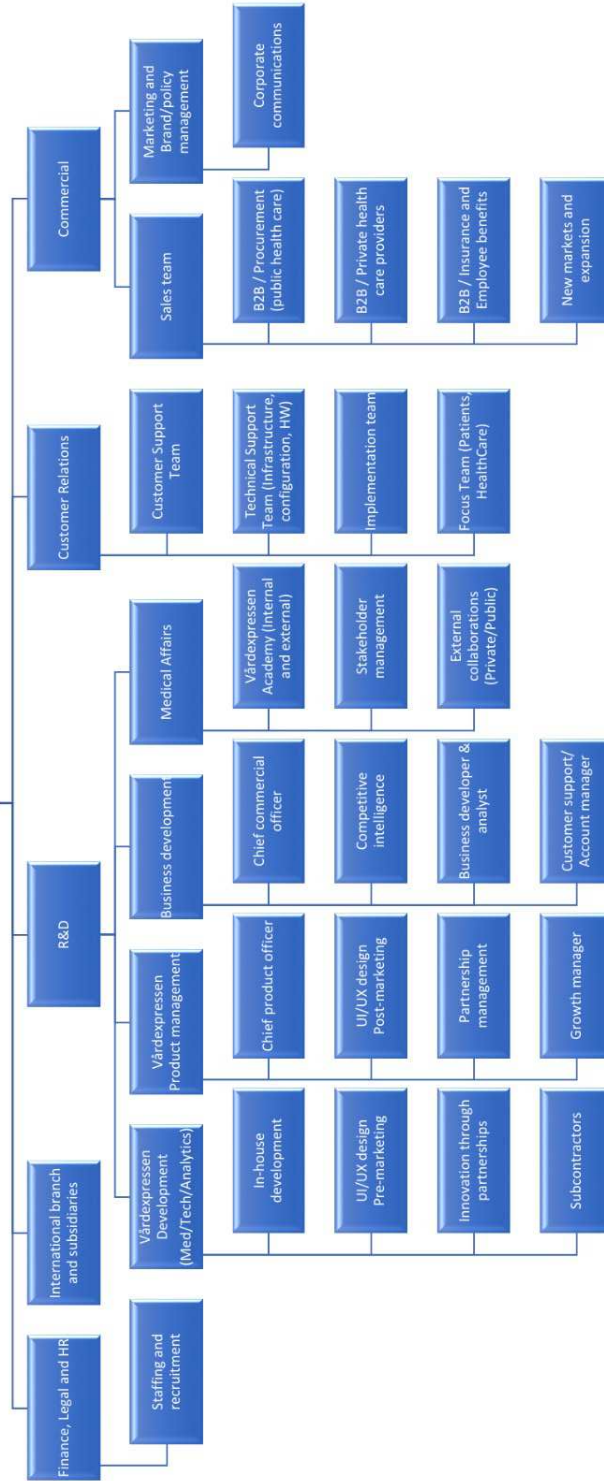 Finance, Legal and HR
Staffing and
recruitment
International branch
and subsidiaries
R&D
Vårdexpressen
Development
(Med/Tech/Analytics)
In-house
development
UI/UX design
Pre-marketing
Innovation through
partnerships
Subcontractors
Vårdexpressen
Product management
Chief product officer
UI/UX design
Post-marketing
Partnership
management
Growth manager
Business development
Chief commercial
officer
Competitive
intelligence
Business developer &
analyst
Customer support/
Account manager
Medical Affairs
Vårdexpressen
Academy (Internal
and external)
Stakeholder
management
External
collaborations
(Private/Public)
Customer Relations
Customer Support
Team
Technical Support
Team (Infrastructure,
configuration, HW)
Implementation team
Focus Team (Patients,
HealthCare)
Commercial
Sales team
B2B / Procurement
(public health care)
B2B / Private health
care providers
B2B / Insurance and
Employee benefits
New markets and
expansion
Marketing and
Brand/policy
management
Corporate
communications